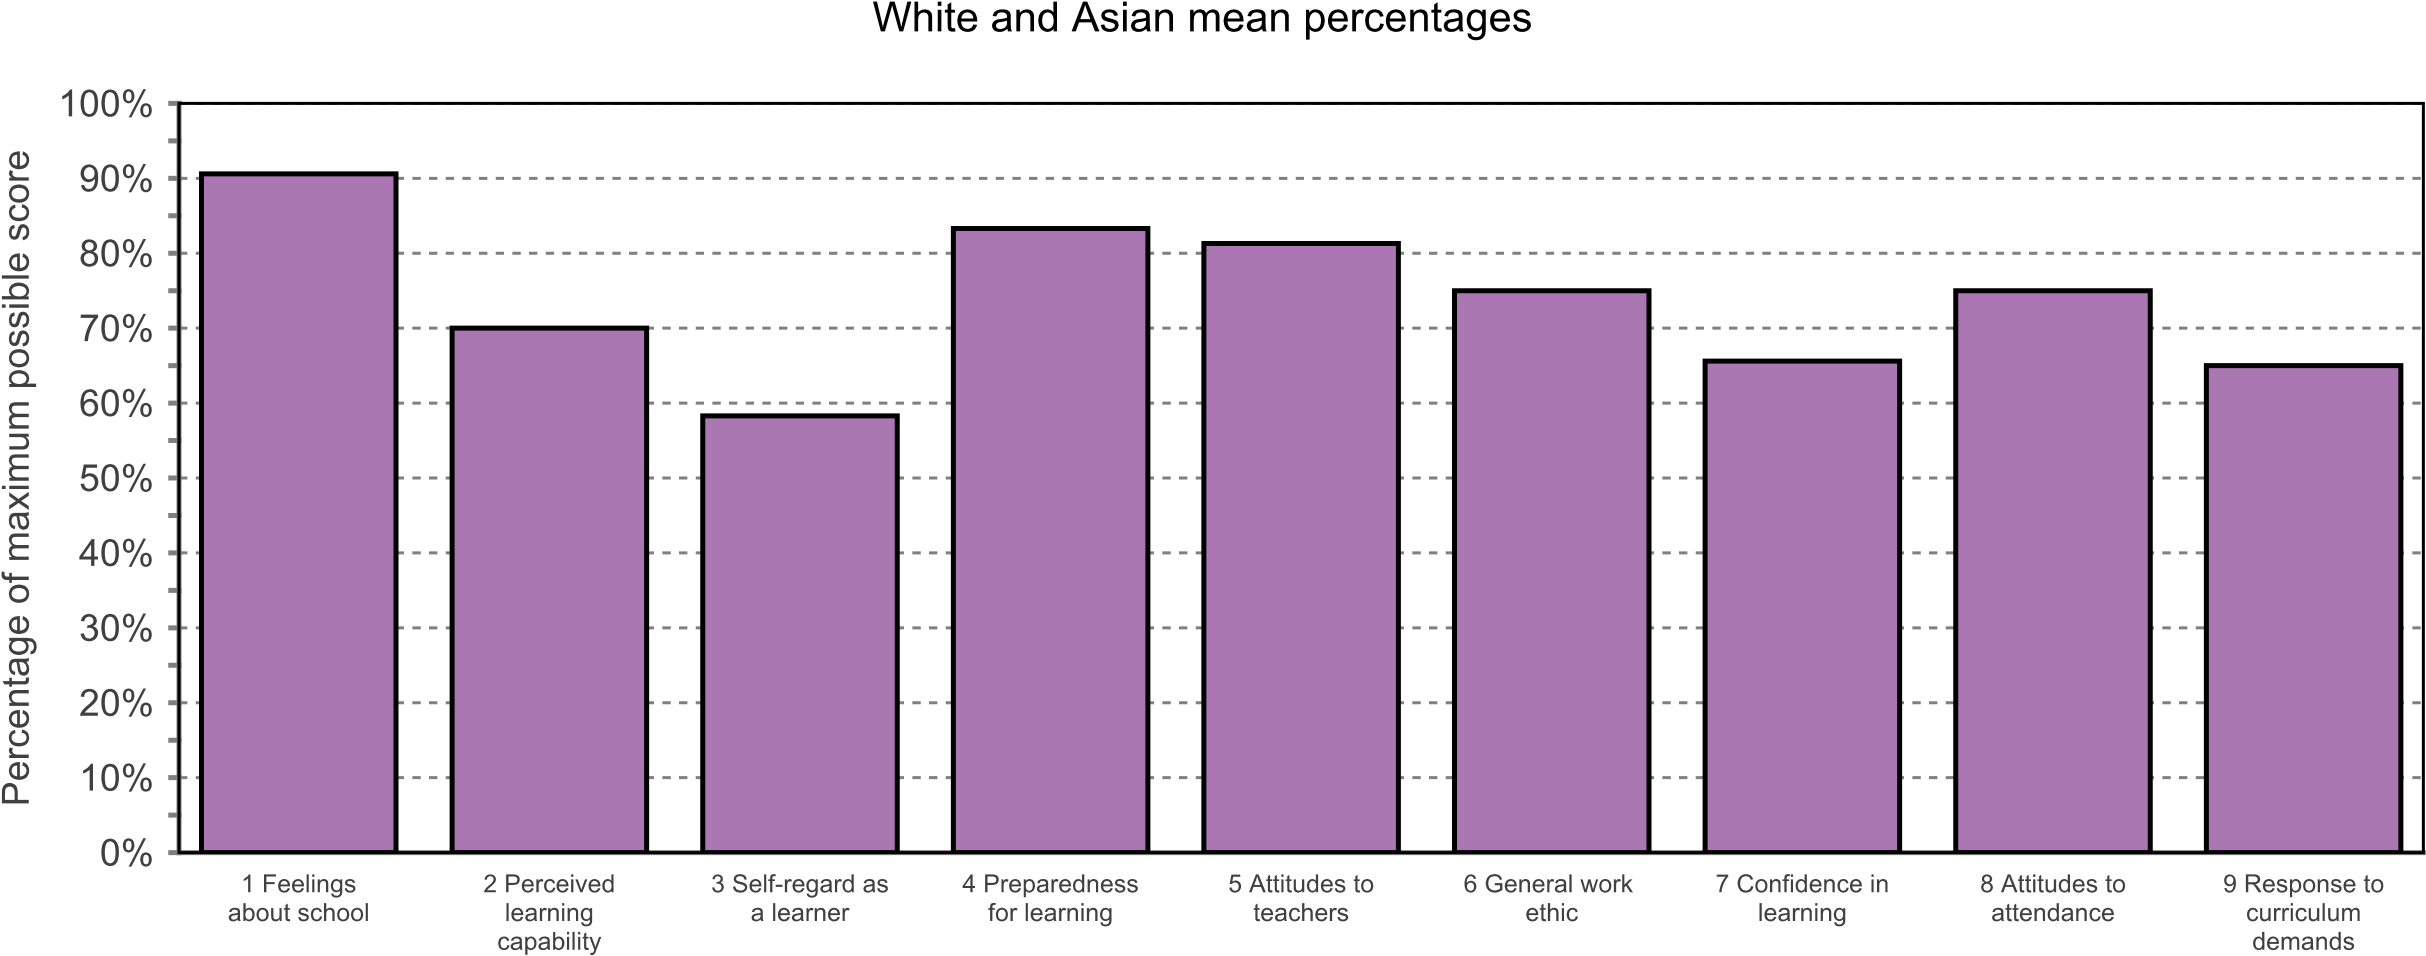 White and Asian mean percentages
Percentage of maximum possible score
100%
90%
80%
70%
60%
50%
40%
30%
20%
10%
0%
1 Feelings
about school
2 Perceived
learning
capability
3 Self-regard as
a learner
4 Preparedness
for learning
5 Attitudes to
teachers
6 General work
ethic
7 Confidence in
learning
8 Attitudes to
attendance
9 Response to
curriculum
demands